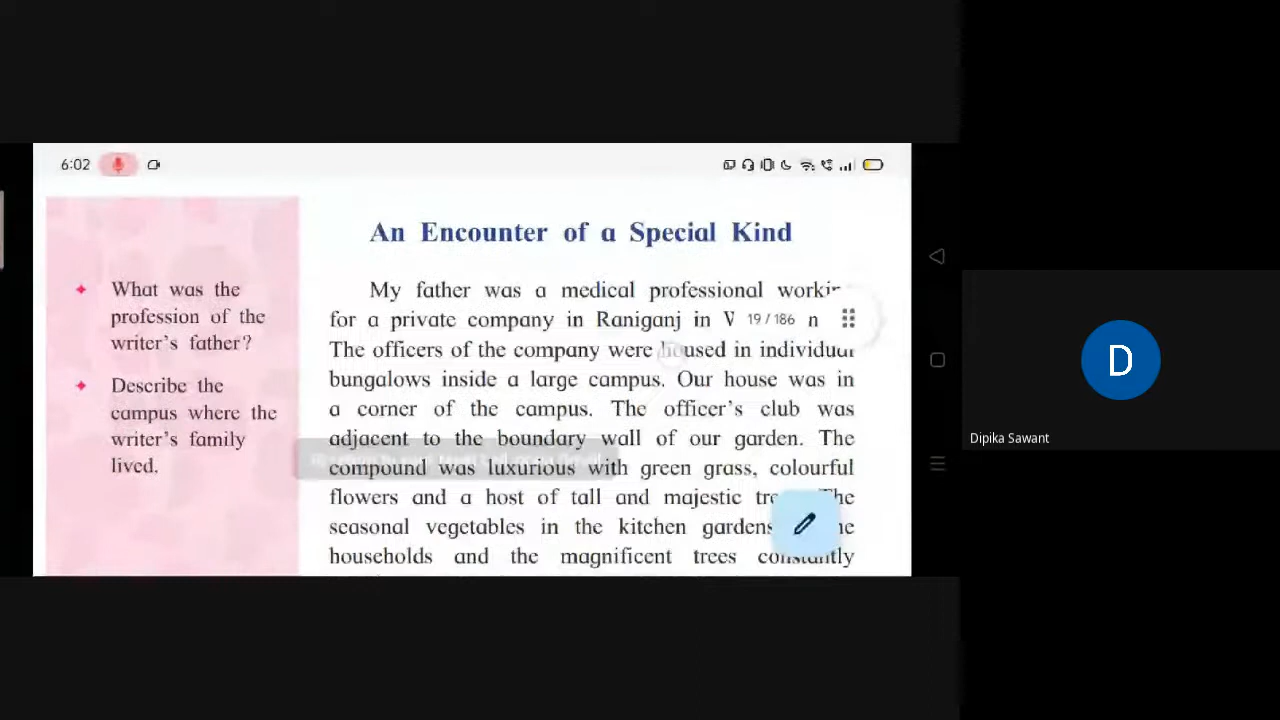 6:02
An Encounter of a Special Kind
What was the
profession of the
writer's father?
Describe the
campus where the
writer's family
lived.
My father was a medical professional
for a private company in Raniganj in
19 / 186
The officers of the company were housed in individual
bungalows inside a large campus. Our house was in
a corner of the campus. The officer's club was
adjacent to the boundary wall of our garden. The
compound was luxurious with green grass, colourful
flowers and a host of tall and majestic
seasonal vegetables in the kitchen gardens
households and the magnificent trees constantly
D
Dipika Sawant